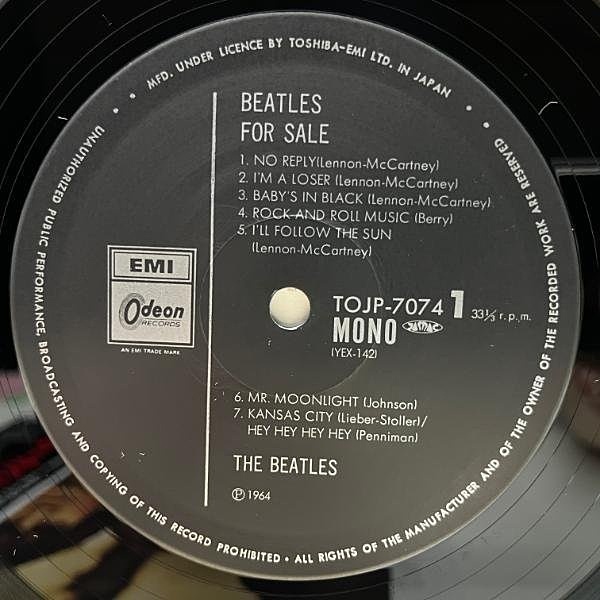 • • MFD. UNDER LICENCE BY TOSHIBA-EMI LTD. IN JAPAN • •
BEATLES
FOR SALE
1. NO REPLY(Lennon-McCartney)
2. I'M A LOSER (Lennon-McCartney)
3. BABY'S IN BLACK (Lennon-McCartney)
4. ROCK AND ROLL MUSIC (Berry)
5. I'LL FOLLOW THE SUN
(Lennon-McCartney)
EMI
Odeon
RECORDS
AN EMI TRADE MARK
TOJP-7074 1 33⅓ r.p.m.
MONO
(YEX-142)
6. MR. MOONLIGHT (Johnson)
7. KANSAS CITY (Lieber-Stoller)/
HEY HEY HEY HEY (Penniman)
THE BEATLES
Ⓟ 1964
UNAUTHORIZED PUBLIC PERFORMANCE, BROADCASTING AND COPYING OF THIS RECORD PROHIBITED • ALL RIGHTS OF THE MANUFACTURER AND OF THE OWNER OF THE RECORDED WORK ARE RESERVED